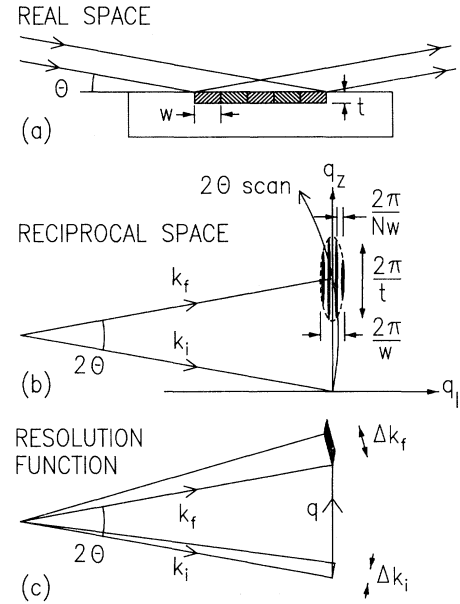 REAL SPACE
Θ
w
t
(a)
2Θ scan
q_z
2π
Nw
RECIPROCAL SPACE
k_f
2π
t
k_i
2Θ
2π
w
(b)
RESOLUTION
FUNCTION
Δk_f
k_f
q
2Θ
k_i
(c)
Δk_i